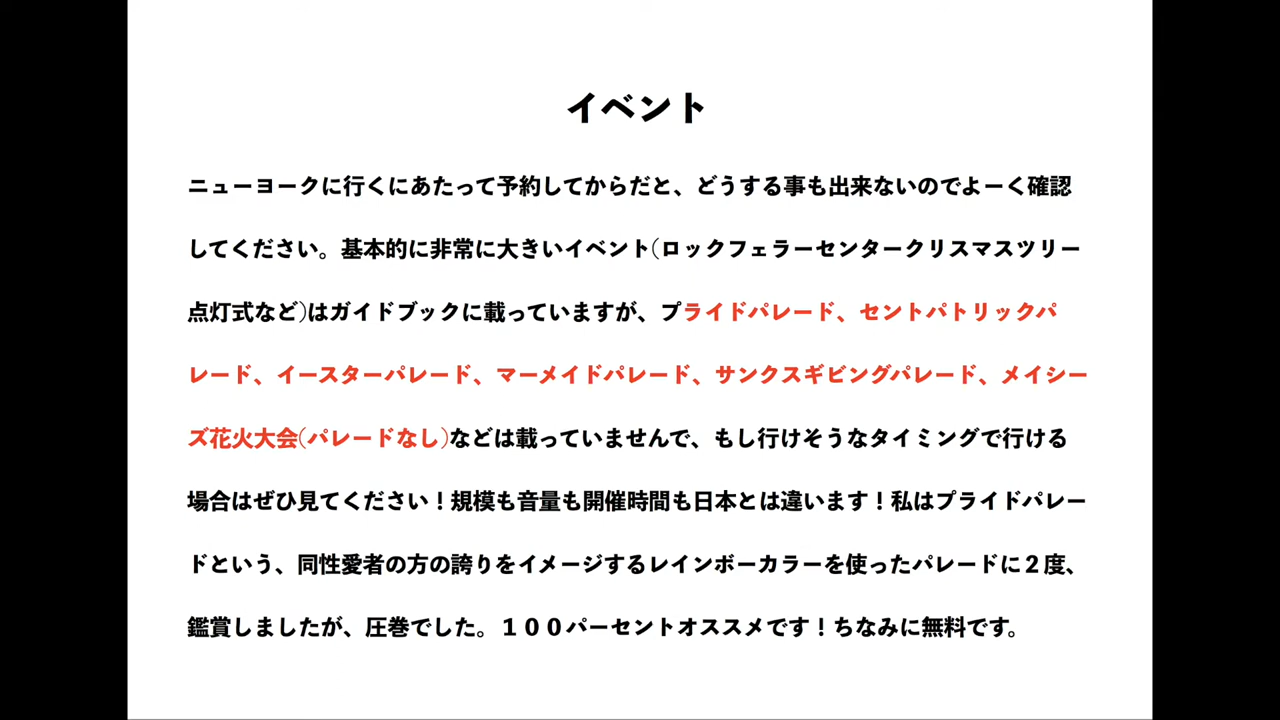 イベント
ニューヨークに行くにあたって予約してからだと、どうする事も出来ないのでよーく確認
してください。基本的に非常に大きいイベント(ロックフェラーセンタークリスマスツリー
点灯式など)はガイドブックに載っていますが、プライドパレード、セントパトリックパ
レード、イースターパレード、マーメイドパレード、サンクスギビングパレード、メイシー
ズ花火大会(パレードなし)などは載っていませんで、もし行けそうなタイミングで行ける
場合はぜひ見てください！規模も音量も開催時間も日本とは違います！私はプライドパレー
ドという、同性愛者の方の誇りをイメージするレインボーカラーを使ったパレードに２度、
鑑賞しましたが、圧巻でした。１００パーセントオススメです！ちなみに無料です。